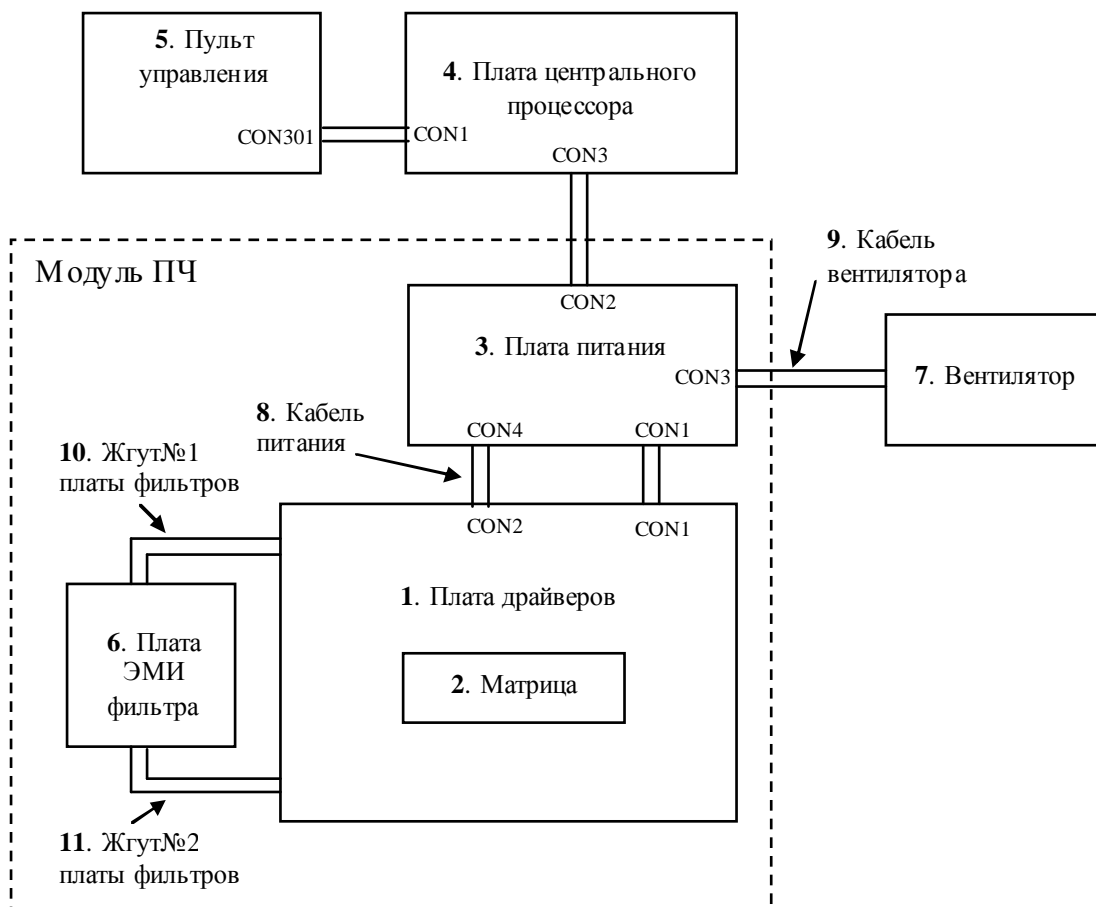 5. Пульт
управления
CON301
4. Плата центрального
процессора
CON1
CON3
Модуль ПЧ
9. Кабель
вентилятора
CON2
3. Плата питания
CON3
CON4
CON1
7. Вентилятор
8. Кабель
питания
10. Жгут№1
платы фильтров
CON2
CON1
1. Плата драйверов
2. Матрица
6. Плата
ЭМИ
фильтра
11. Жгут№2
платы фильтров